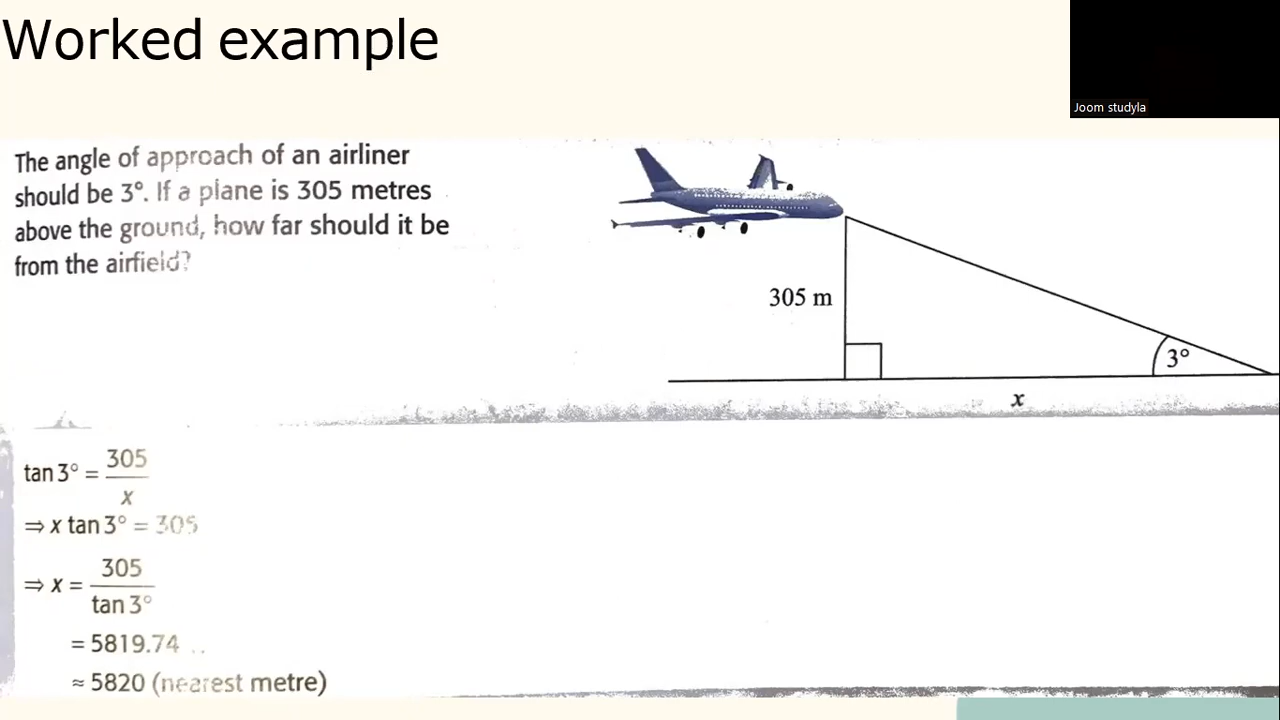 Worked example
Joom studyla
The angle of approach of an airliner
should be 3°. If a plane is 305 metres
above the ground, how far should it be
from the airfield?
305 m
3°
x
tan 3° = 305/x
⇒ x tan 3° = 305
⇒ x = 305/tan 3°
= 5819.74 ..
≈ 5820 (nearest metre)